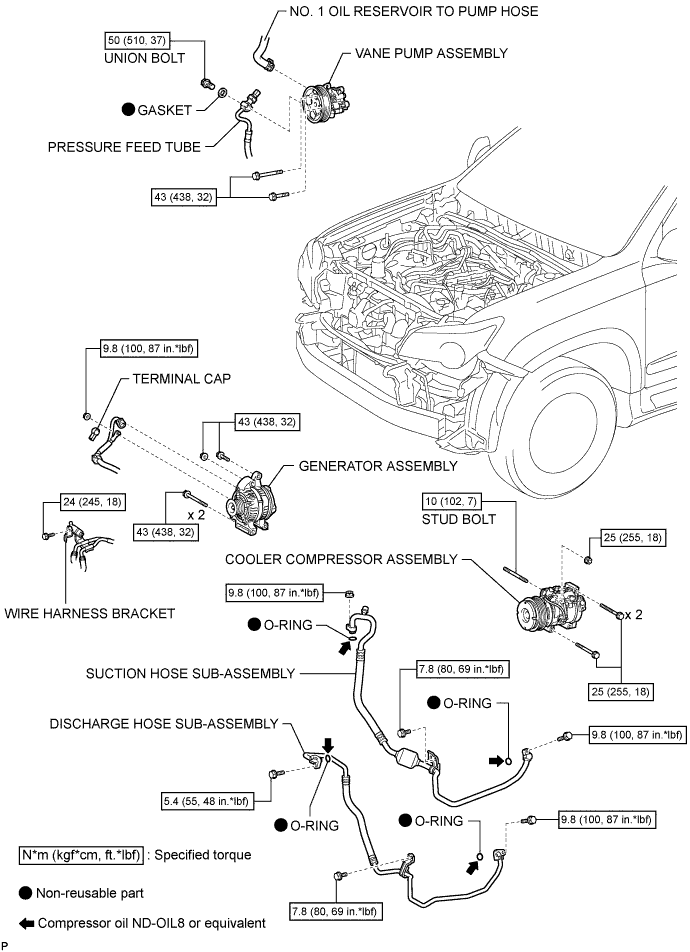 NO. 1 OIL RESERVOIR TO PUMP HOSE
50 (510, 37)
UNION BOLT
VANE PUMP ASSEMBLY
GASKET
PRESSURE FEED TUBE
43 (438, 32)
9.8 (100, 87 in.*lbf)
TERMINAL CAP
43 (438, 32)
GENERATOR ASSEMBLY
24 (245, 18)
x 2
43 (438, 32)
10 (102, 7)
STUD BOLT
25 (255, 18)
COOLER COMPRESSOR ASSEMBLY
9.8 (100, 87 in.*lbf)
WIRE HARNESS BRACKET
x 2
O-RING
SUCTION HOSE SUB-ASSEMBLY
7.8 (80, 69 in.*lbf)
25 (255, 18)
O-RING
DISCHARGE HOSE SUB-ASSEMBLY
9.8 (100, 87 in.*lbf)
5.4 (55, 48 in.*lbf)
O-RING
O-RING
9.8 (100, 87 in.*lbf)
N*m (kgf*cm, ft.*lbf) : Specified torque
Non-reusable part
7.8 (80, 69 in.*lbf)
Compressor oil ND-OIL8 or equivalent
P